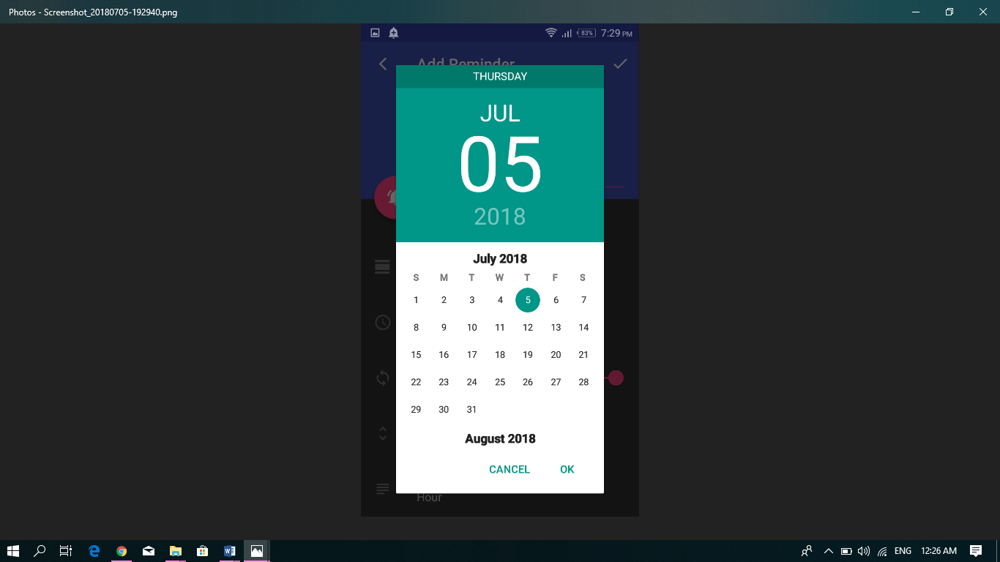 Photos - Screenshot_20180705-192940.png
83% 7:29 PM
Add Reminder
THURSDAY
JUL
05
2018
July 2018
S M T W T F S
1 2 3 4 5 6 7
8 9 10 11 12 13 14
15 16 17 18 19 20 21
22 23 24 25 26 27 28
29 30 31
August 2018
CANCEL OK
Hour
ENG 12:26 AM